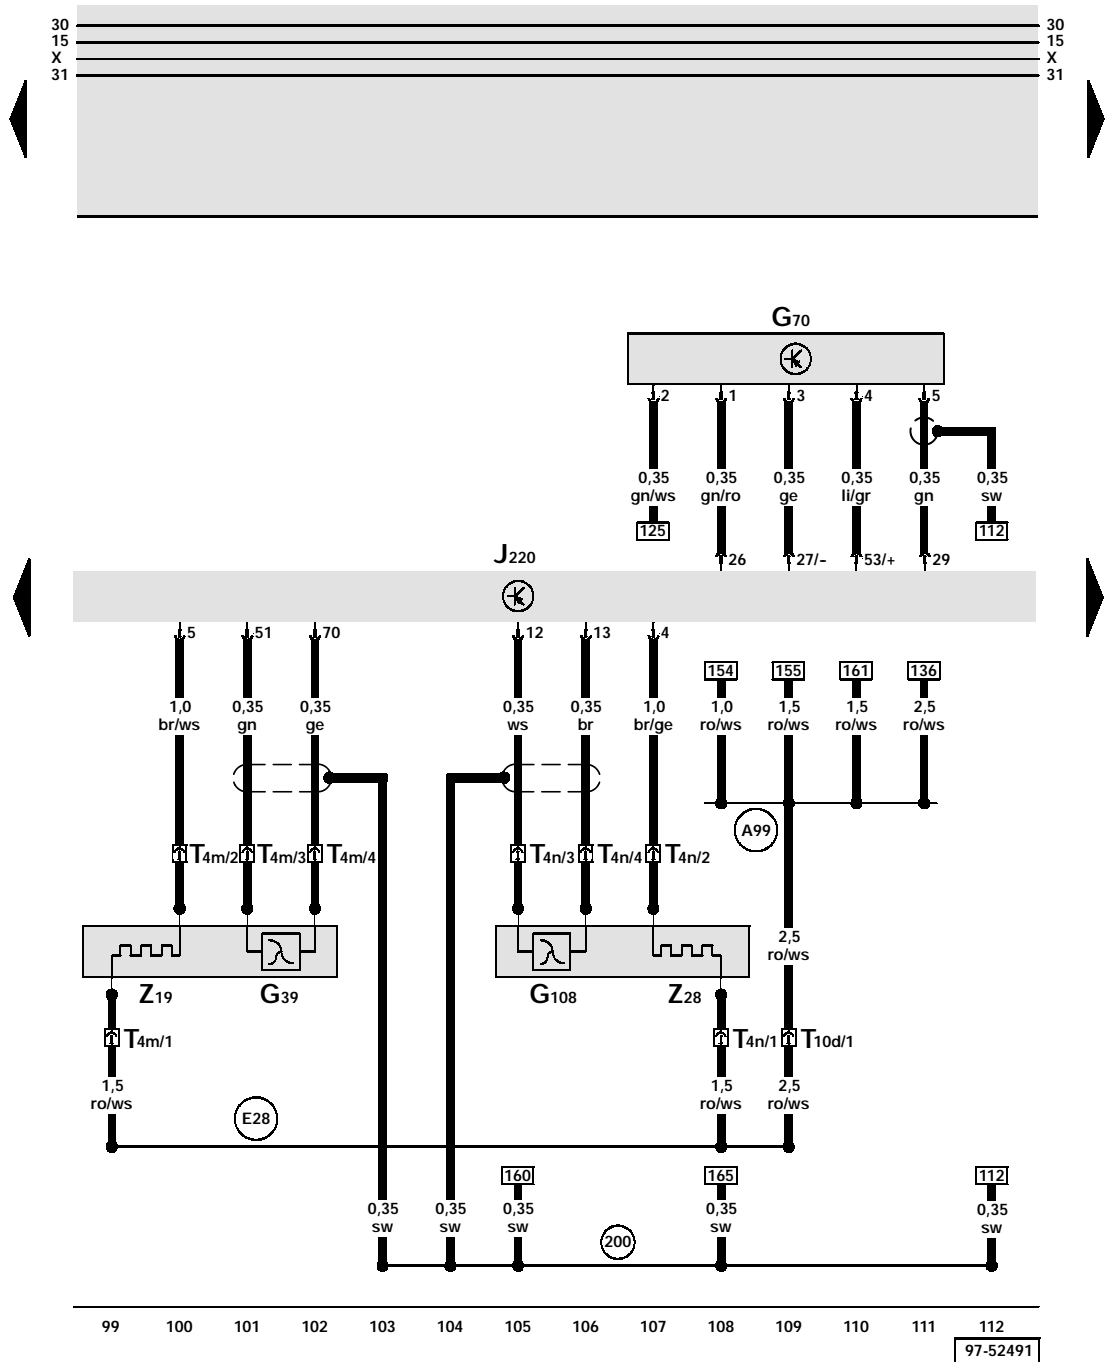 30 30
15 15
X X
31 31
G70
2 1 3 4 5
0,35 0,35 0,35 0,35 0,35 0,35
gn/ws gn/ro ge li/gr gn sw
125 112
J220
26 27/- 53/+ 29
5 51 70 12 13 4
154 155 161 136
1,0 0,35 0,35 0,35 0,35 1,0 1,0 1,5 1,5 2,5
br/ws gn ge ws br br/ge ro/ws ro/ws ro/ws ro/ws
A99
T4m/2 T4m/3 T4m/4 T4n/3 T4n/4 T4n/2
2,5
ro/ws
Z19 G39 G108 Z28
T4m/1 T4n/1 T10d/1
1,5 1,5 2,5
ro/ws ro/ws ro/ws
E28
160 165 112
0,35 0,35 0,35 0,35 0,35
sw sw sw sw sw
200
99 100 101 102 103 104 105 106 107 108 109 110 111 112
97-52491